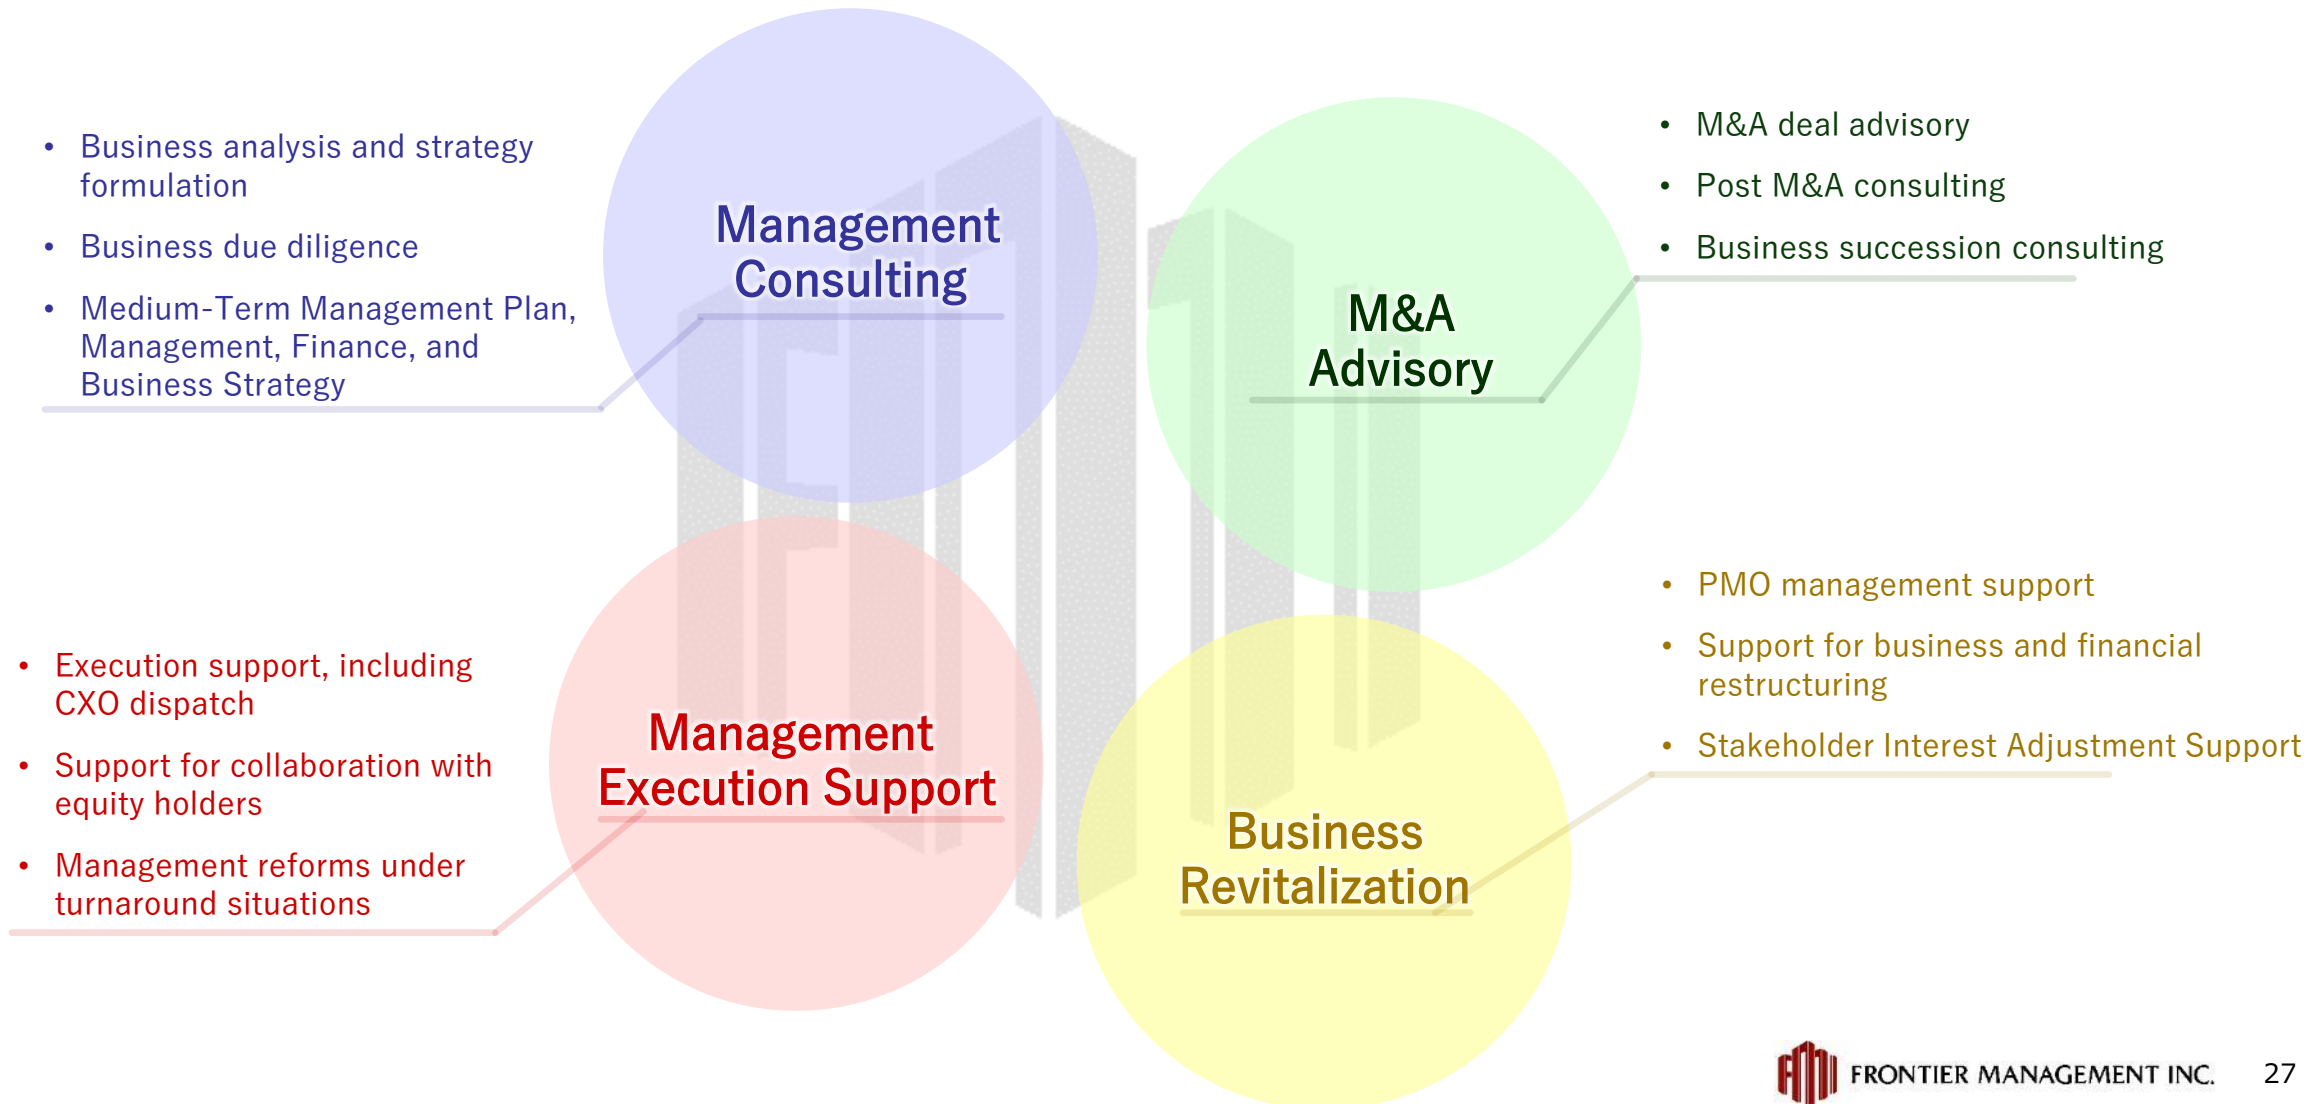 • Business analysis and strategy
formulation
• Business due diligence
• Medium-Term Management Plan,
Management, Finance, and
Business Strategy
Management
Consulting
• M&A deal advisory
• Post M&A consulting
• Business succession consulting
M&A
Advisory
• Execution support, including
CXO dispatch
• Support for collaboration with
equity holders
• Management reforms under
turnaround situations
Management
Execution Support
• PMO management support
• Support for business and financial
restructuring
• Stakeholder Interest Adjustment Support
Business
Revitalization
FRONTIER MANAGEMENT INC.
27